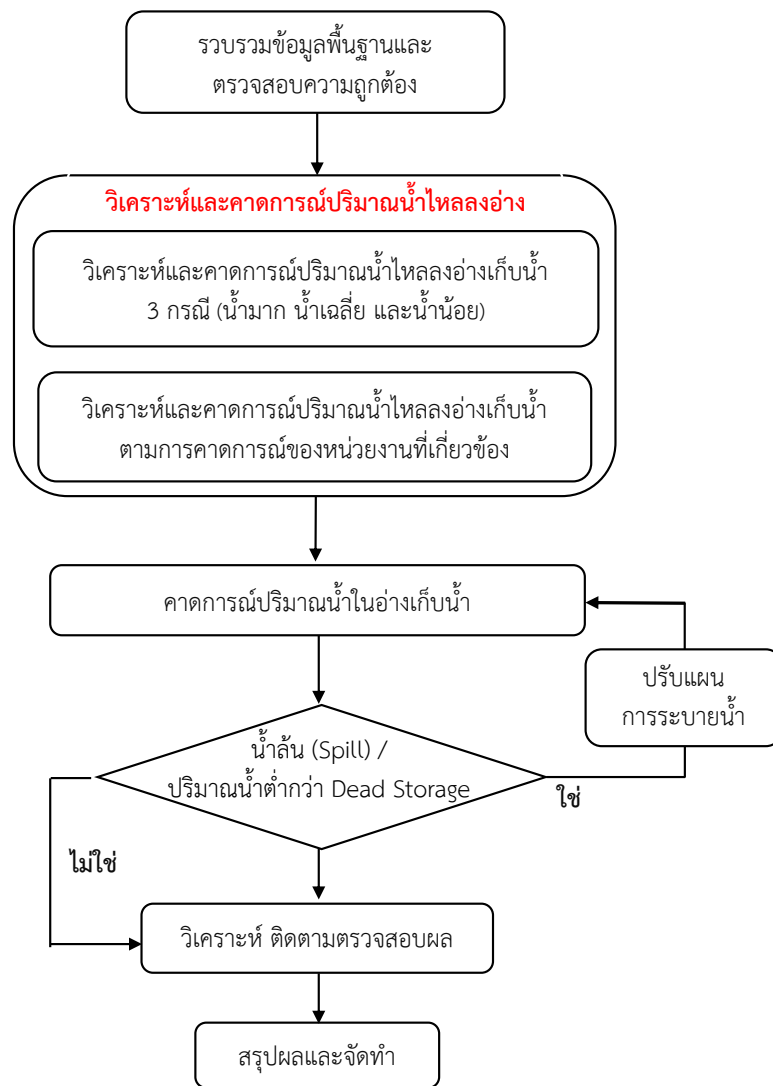 รวบรวมข้อมูลพื้นฐานและ
ตรวจสอบความถูกต้อง
วิเคราะห์และคาดการณ์ปริมาณน้ำไหลลงอ่าง
วิเคราะห์และคาดการณ์ปริมาณน้ำไหลลงอ่างเก็บน้ำ
3 กรณี (น้ำมาก น้ำเฉลี่ย และน้ำน้อย)
วิเคราะห์และคาดการณ์ปริมาณน้ำไหลลงอ่างเก็บน้ำ
ตามการคาดการณ์ของหน่วยงานที่เกี่ยวข้อง
คาดการณ์ปริมาณน้ำในอ่างเก็บน้ำ
ปรับแผน
การระบายน้ำ
น้ำล้น (Spill) /
ปริมาณน้ำต่ำกว่า Dead Storage
ใช่
ไม่ใช่
วิเคราะห์ ติดตามตรวจสอบผล
สรุปผลและจัดทำ